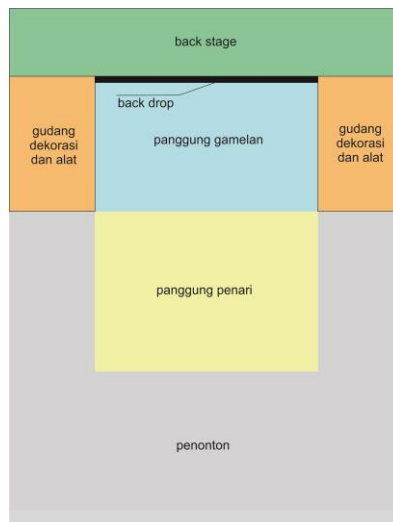 back stage
back drop
gudang
dekorasi
dan alat
panggung gamelan
gudang
dekorasi
dan alat
panggung penari
penonton